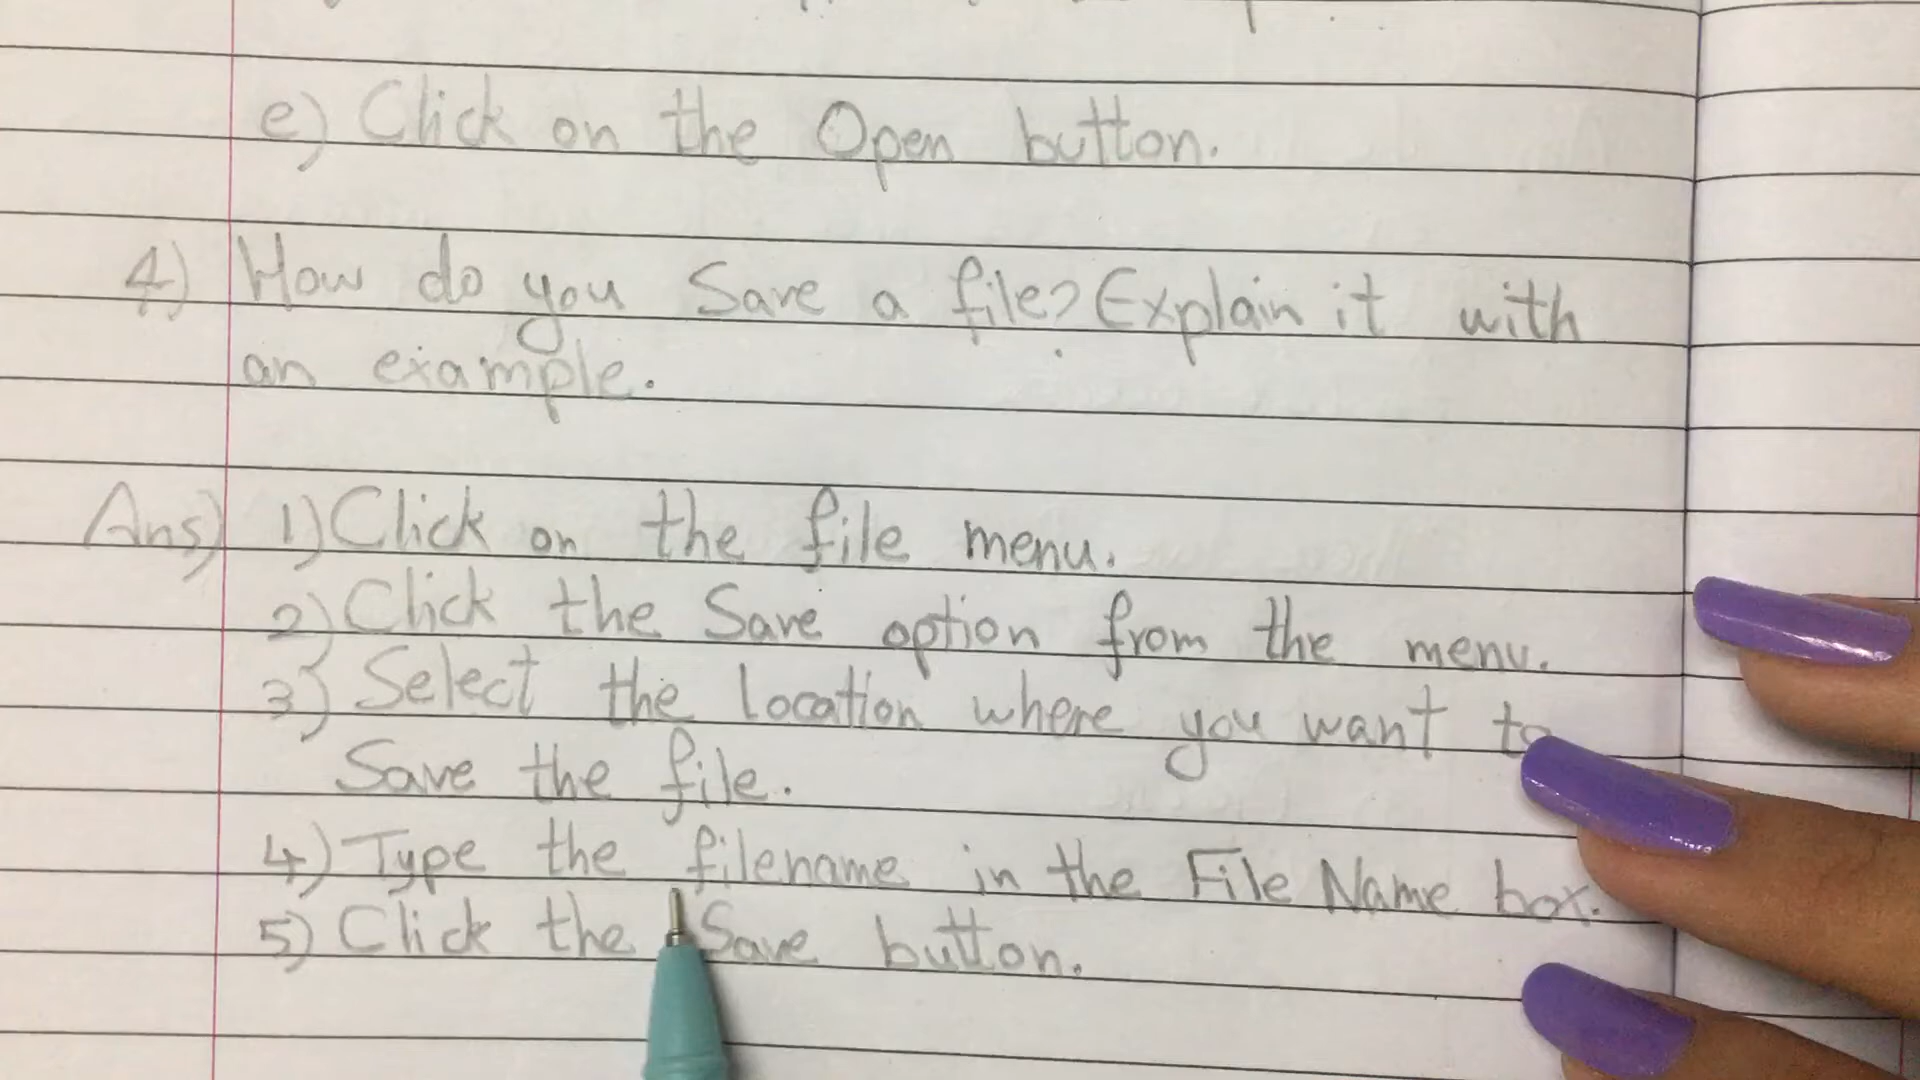 e) Click on the Open button.
4) How do you Save a file? Explain it with
an example.
Ans) 1) Click on the file menu.
2) Click the Save option from the menu.
3) Select the location where you want to
Save the file.
4) Type the filename in the File Name box.
5) Click the Save button.